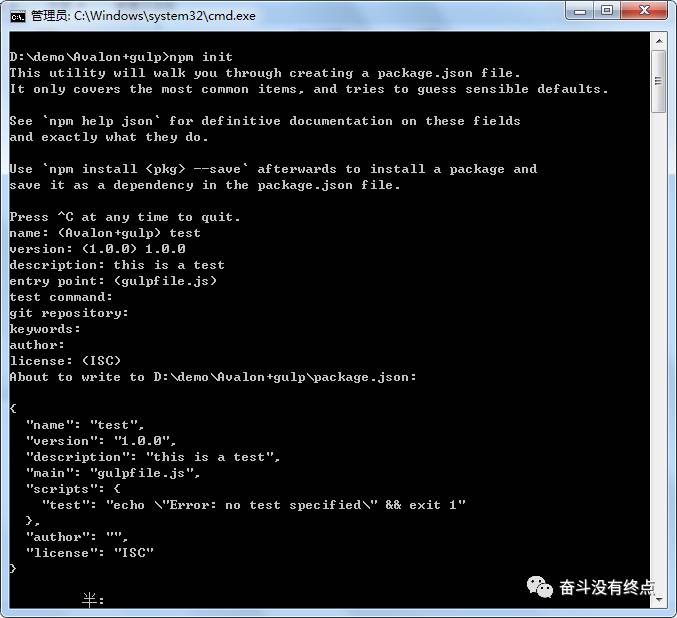 管理员: C:\Windows\system32\cmd.exe
D:\demo\Avalon+gulp>npm init
This utility will walk you through creating a package.json file.
It only covers the most common items, and tries to guess sensible defaults.
See `npm help json` for definitive documentation on these fields
and exactly what they do.
Use `npm install <pkg> --save` afterwards to install a package and
save it as a dependency in the package.json file.
Press ^C at any time to quit.
name: (Avalon+gulp) test
version: (1.0.0) 1.0.0
description: this is a test
entry point: (gulpfile.js)
test command:
git repository:
keywords:
author:
license: (ISC)
About to write to D:\demo\Avalon+gulp\package.json:
{
  "name": "test",
  "version": "1.0.0",
  "description": "this is a test",
  "main": "gulpfile.js",
  "scripts": {
    "test": "echo \"Error: no test specified\" && exit 1"
  },
  "author": "",
  "license": "ISC"
}
奋斗没有终点
半: